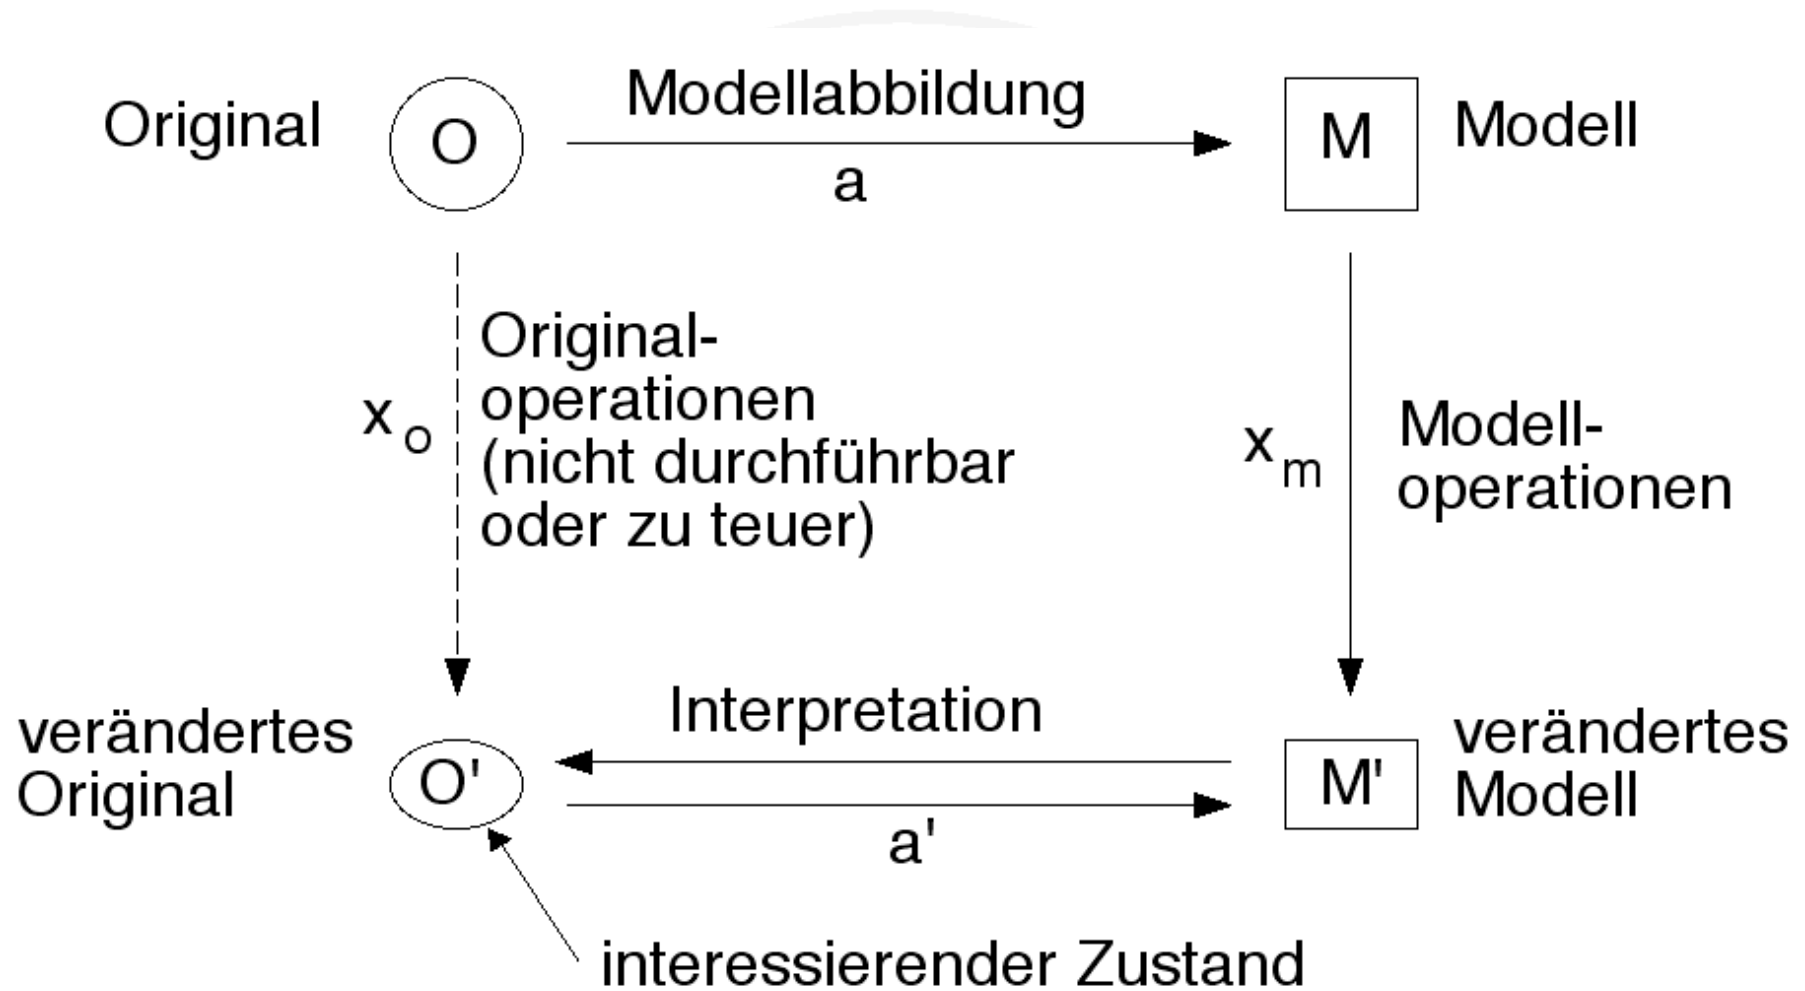 Original
O
Modellabbildung
a
M
Modell
x o
Original-
operationen
(nicht durchführbar
oder zu teuer)
x m
Modell-
operationen
verändertes
Original
O'
Interpretation
a'
M'
verändertes
Modell
interessierender Zustand